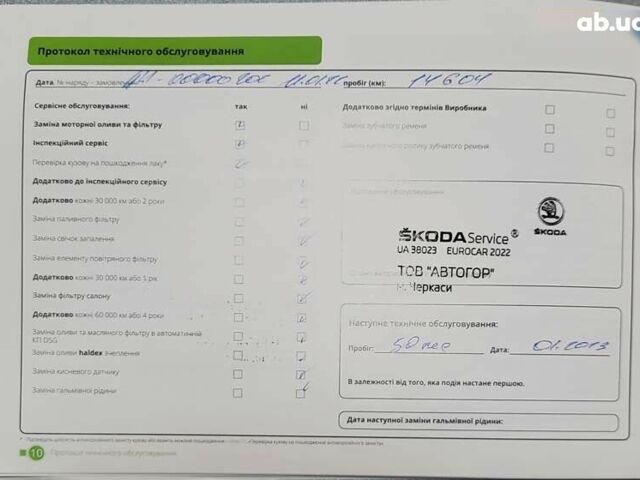 ab.ua
Протокол технічного обслуговування
Дата, № наряду – замовлення пробіг (км): 14604
Сервісне обслуговування: так ні
Заміна моторної оливи та фільтру
Інспекційний сервіс
Перевірка кузову на пошкодження лаку*
Додатково до інспекційного сервісу
Додатково кожні 30 000 км або 2 роки
Заміна паливного фільтру
Заміна свічок запалення
Заміна елементу повітряного фільтру
Додатково кожні 30 000 км або 1 рік
Заміна фільтру салону
Додатково кожні 60 000 км або 4 роки
Заміна оливи та масляного фільтру в автоматичній КП DSG
Заміна оливи haldex зчеплення
Заміна кисневого датчику
Заміна гальмівної рідини
Додатково згідно термінів Виробника
Заміна зубчатого ременя
зубчатого ременя
ŠKODA Service®
UA 38023 EUROCAR 2022
ТОВ "АВТОГОР"
м. Черкаси
ŠKODA
Наступне технічне обслуговування:
Пробіг: Дата: 01.2013
В залежності від того, яка подія настане першою.
Дата наступної заміни гальмівної рідини:
10 Протокол технічного обслуговування